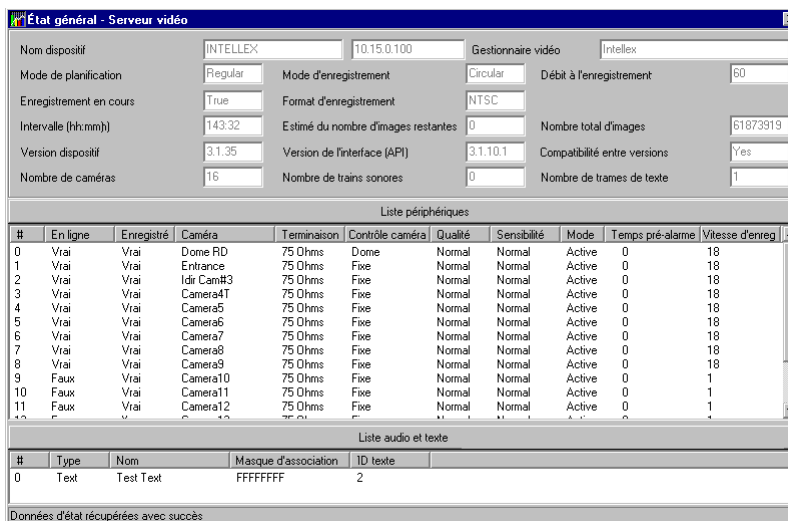 État général - Serveur vidéo
Nom dispositif INTELLEX 10.15.0.100 Gestionnaire vidéo Intellex
Mode de planification Regular Mode d'enregistrement Circular Débit à l'enregistrement 60
Enregistrement en cours True Format d'enregistrement NTSC
Intervalle (hh:mm)h) 143:32 Estimé du nombre d'images restantes 0 Nombre total d'images 61873919
Version dispositif 3.1.35 Version de l'interface (API) 3.1.10.1 Compatibilité entre versions Yes
Nombre de caméras 16 Nombre de trains sonores 0 Nombre de trames de texte 1
Liste périphériques
# En ligne Enregistré Caméra Terminaison Contrôle caméra Qualité Sensibilité Mode Temps pré-alarme Vitesse d'enreg
0 Vrai Vrai Dome RD 75 Ohms Dome Normal Normal Active 0 18
1 Vrai Vrai Entrance 75 Ohms Fixe Normal Normal Active 0 18
2 Vrai Vrai Idir Cam#3 75 Ohms Fixe Normal Normal Active 0 18
3 Vrai Vrai Camera4T 75 Ohms Fixe Normal Normal Active 0 18
4 Vrai Vrai Camera5 75 Ohms Fixe Normal Normal Active 0 18
5 Vrai Vrai Camera6 75 Ohms Fixe Normal Normal Active 0 18
6 Vrai Vrai Camera7 75 Ohms Fixe Normal Normal Active 0 18
7 Vrai Vrai Camera8 75 Ohms Fixe Normal Normal Active 0 18
8 Vrai Vrai Camera9 75 Ohms Fixe Normal Normal Active 0 18
9 Faux Vrai Camera10 75 Ohms Fixe Normal Normal Active 0 1
10 Faux Vrai Camera11 75 Ohms Fixe Normal Normal Active 0 1
11 Faux Vrai Camera12 75 Ohms Fixe Normal Normal Active 0 1
Liste audio et texte
# Type Nom Masque d'association ID texte
0 Text Test Text FFFFFFFF 2
Données d'état récupérées avec succès